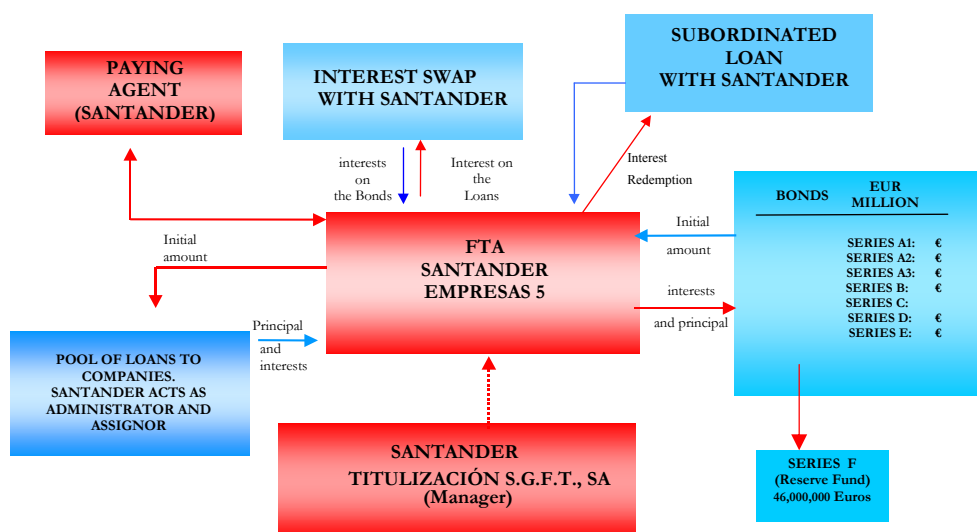 PAYING
AGENT
(SANTANDER)
INTEREST SWAP
WITH SANTANDER
SUBORDINATED
LOAN
WITH SANTANDER
interests
on
the Bonds
Interest on
the
Loans
Interest
Redemption
BONDS EUR
MILLION
SERIES A1: €
SERIES A2: €
SERIES A3: €
SERIES B: €
SERIES C:
SERIES D: €
SERIES E: €
Initial
amount
FTA
SANTANDER
EMPRESAS 5
Initial
amount
interests
and principal
Principal
and
interests
POOL OF LOANS TO
COMPANIES.
SANTANDER ACTS AS
ADMINISTRATOR AND
ASSIGNOR
SANTANDER
TITULIZACIÓN S.G.F.T., SA
(Manager)
SERIES F
(Reserve Fund)
46,000,000 Euros